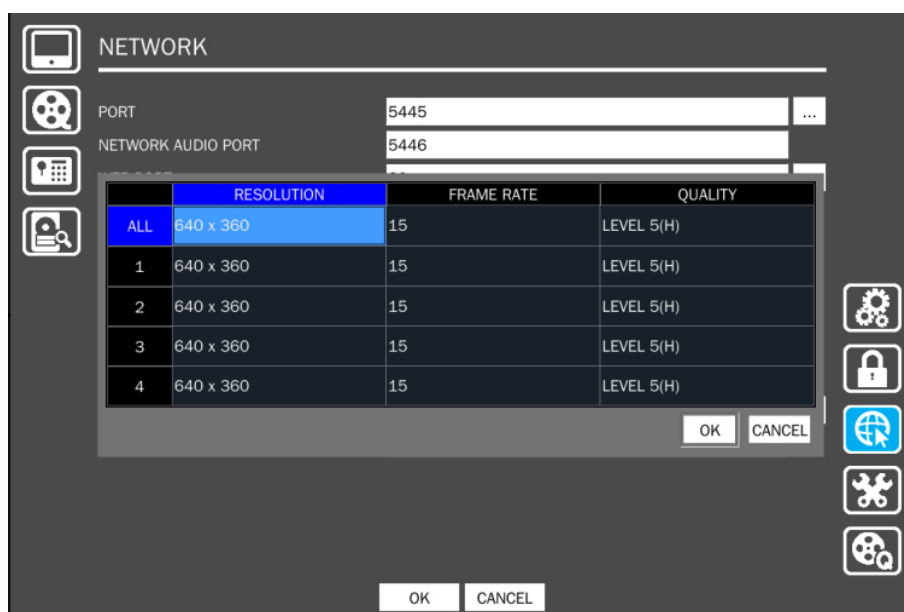 NETWORK
PORT 5445 ...
NETWORK AUDIO PORT 5446
RESOLUTION FRAME RATE QUALITY
ALL 640 x 360 15 LEVEL 5(H)
1 640 x 360 15 LEVEL 5(H)
2 640 x 360 15 LEVEL 5(H)
3 640 x 360 15 LEVEL 5(H)
4 640 x 360 15 LEVEL 5(H)
OK CANCEL
OK CANCEL